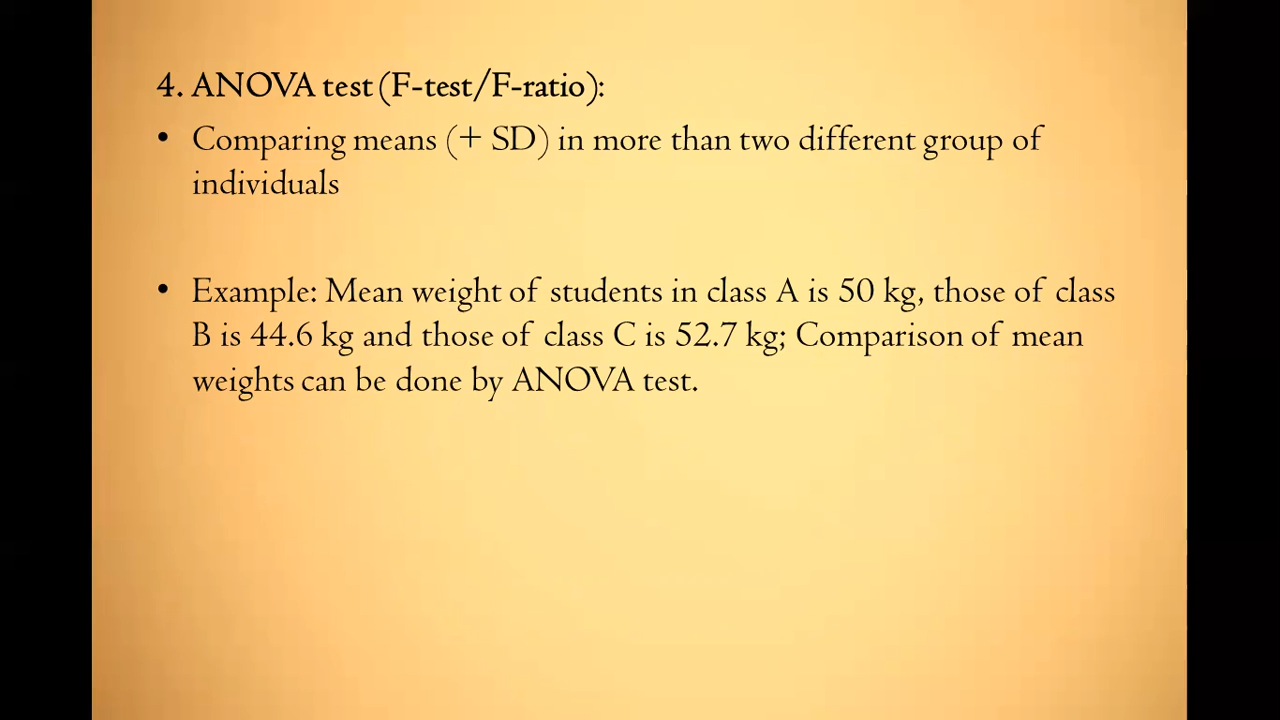 4. ANOVA test (F-test/F-ratio):
• Comparing means (+ SD) in more than two different group of
individuals
• Example: Mean weight of students in class A is 50 kg, those of class
B is 44.6 kg and those of class C is 52.7 kg; Comparison of mean
weights can be done by ANOVA test.